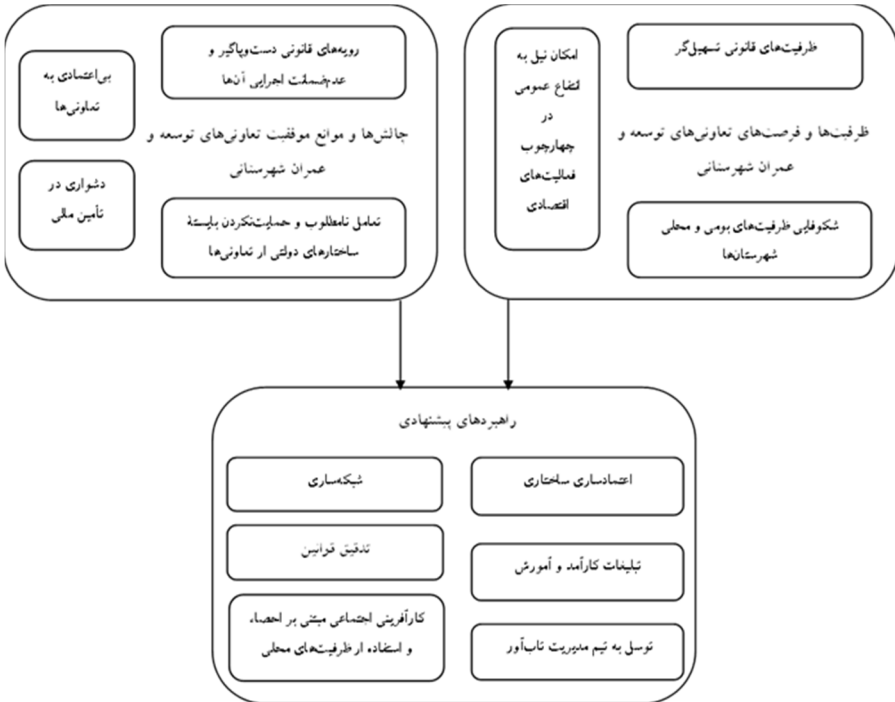 ظرفیت‌های قانونی تسهیل‌گر
امکان نیل به
انتفاع عمومی
در
چهارچوب
فعالیت‌های
اقتصادی
ظرفیت‌ها و فرصت‌های تعاونی‌های توسعه و
عمران شهرستانی
شکوفایی ظرفیت‌های بومی و محلی
شهرستان‌ها
رویه‌های قانونی دست‌وپاگیر و
عدم‌ضمانت اجرایی آن‌ها
بی‌اعتمادی به
تعاونی‌ها
چالش‌ها و موانع موفقیت تعاونی‌های توسعه و
عمران شهرستانی
دشواری در
تأمین مالی
تعامل نامطلوب و حمایت‌نکردن بایستهٔ
ساختارهای دولتی از تعاونی‌ها
راهبردهای پیشنهادی
اعتمادسازی ساختاری
شبکه‌سازی
تبلیغات کارآمد و آموزش
تدقیق قوانین
توسل به تیم مدیریت تاب‌آور
کارآفرینی اجتماعی مبتنی بر احصاء
و استفاده از ظرفیت‌های محلی